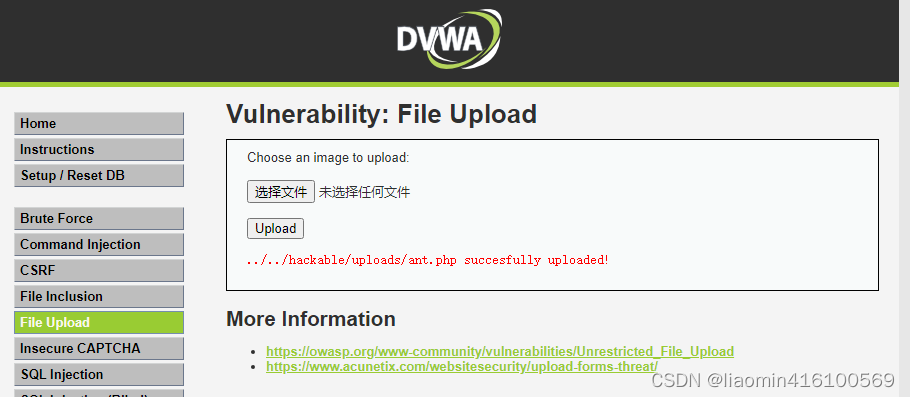 DVWA
Home
Instructions
Setup / Reset DB
Brute Force
Command Injection
CSRF
File Inclusion
File Upload
Insecure CAPTCHA
SQL Injection
Vulnerability: File Upload
Choose an image to upload:
选择文件 未选择任何文件
Upload
../../hackable/uploads/ant.php succesfully uploaded!
More Information
https://owasp.org/www-community/vulnerabilities/Unrestricted_File_Upload
https://www.acunetix.com/websitesecurity/upload-forms-threat/
CSDN @liaomin416100569